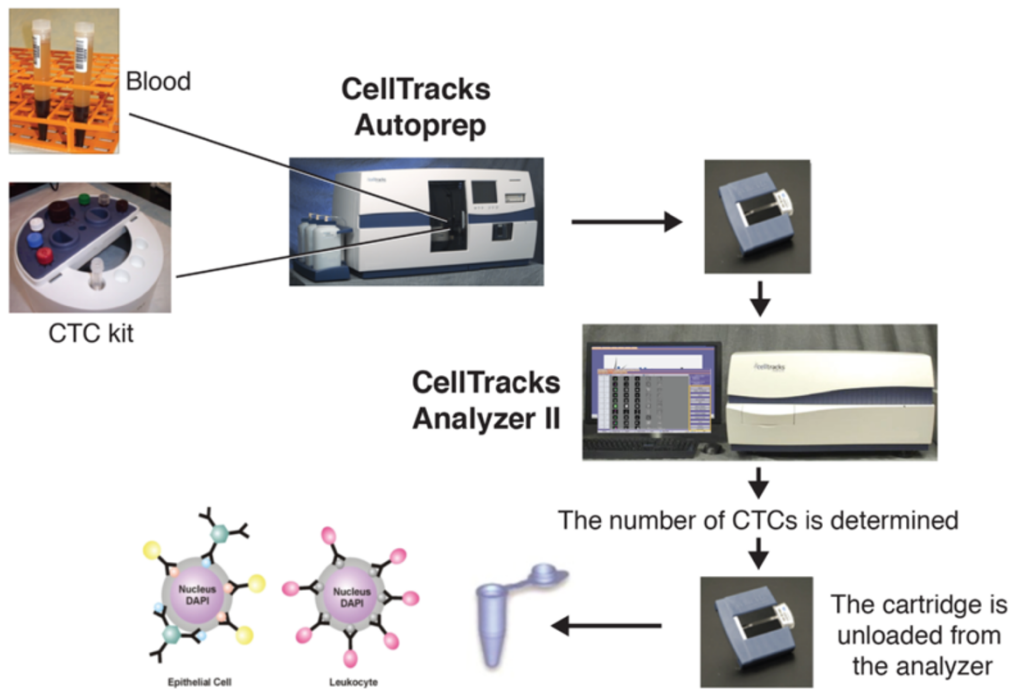 Blood
CellTracks
Autoprep
CTC kit
CellTracks
Analyzer II
celltracks
The number of CTCs is determined
The cartridge is
unloaded from
the analyzer
Nucleus
DAPI
Epithelial Cell
Nucleus
DAPI
Leukocyte